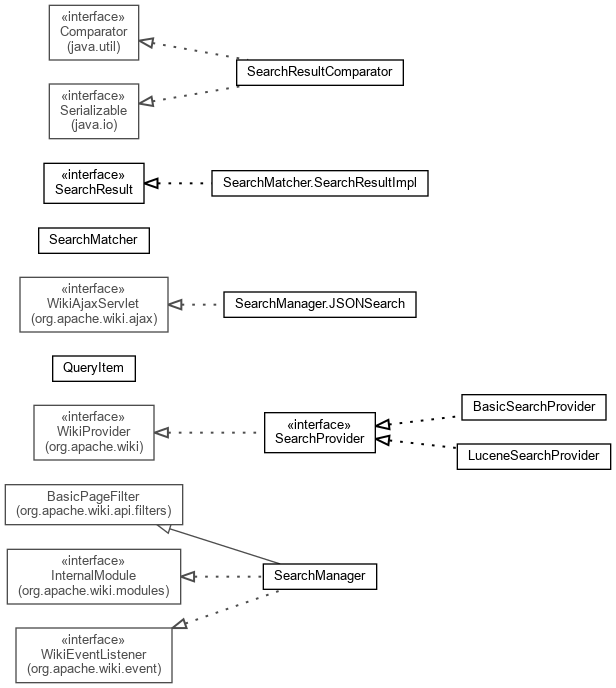 «interface»
Comparator
(java.util)
SearchResultComparator
«interface»
Serializable
(java.io)
«interface»
SearchResult
SearchMatcher.SearchResultImpl
SearchMatcher
«interface»
WikiAjaxServlet
(org.apache.wiki.ajax)
SearchManager.JSONSearch
QueryItem
«interface»
WikiProvider
(org.apache.wiki)
«interface»
SearchProvider
BasicSearchProvider
LuceneSearchProvider
BasicPageFilter
(org.apache.wiki.api.filters)
«interface»
InternalModule
(org.apache.wiki.modules)
SearchManager
«interface»
WikiEventListener
(org.apache.wiki.event)